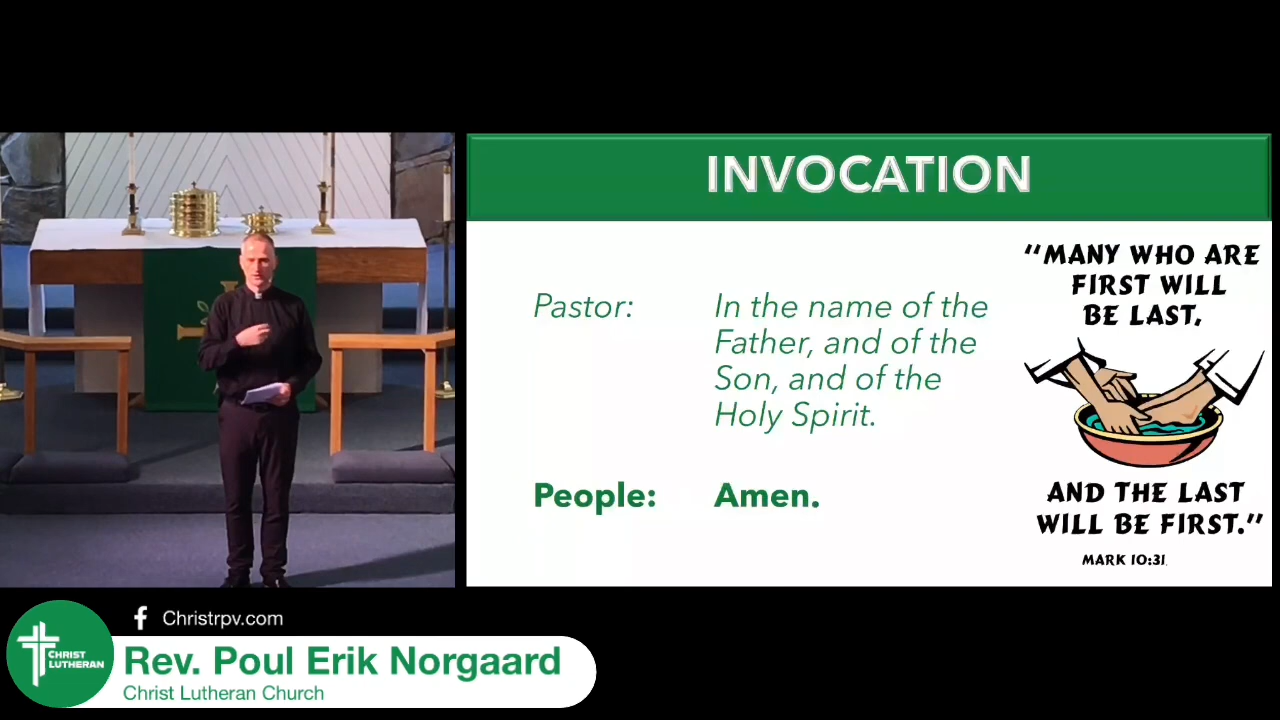 INVOCATION
Pastor: In the name of the
Father, and of the
Son, and of the
Holy Spirit.
People: Amen.
"MANY WHO ARE
FIRST WILL
BE LAST,
AND THE LAST
WILL BE FIRST."
MARK 10:31
f Christrpv.com
CHRIST
LUTHERAN
Rev. Poul Erik Norgaard
Christ Lutheran Church